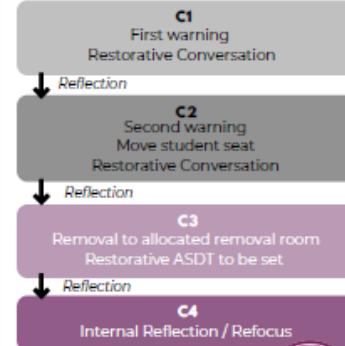 C1
First warning
Restorative Conversation
Reflection
C2
Second warning
Move student seat
Restorative Conversation
Reflection
C3
Removal to allocated removal room
Restorative ASDT to be set
Reflection
C4
Internal Reflection / Refocus